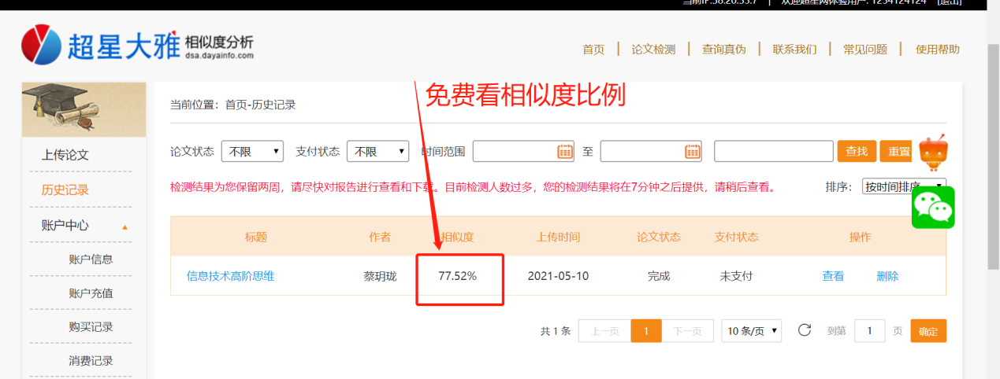 当前IP:58.20.53.7 | 欢迎超星网体验用户: 1234124124 [退出]
超星大雅 相似度分析
dsa.dayainfo.com
首页 | 论文检测 | 查询真伪 | 联系我们 | 常见问题 | 使用帮助
免费看相似度比例
当前位置：首页-历史记录
上传论文
历史记录
账户中心
账户信息
账户充值
购买记录
消费记录
论文状态 不限 支付状态 不限 时间范围 至 查找 重置
检测结果为您保留两周，请尽快对报告进行查看和下载。目前检测人数过多，您的检测结果将在7分钟之后提供，请稍后查看。 排序： 按时间排序
标题 作者 相似度 上传时间 论文状态 支付状态 操作
信息技术高阶思维 蔡玥珑 77.52% 2021-05-10 完成 未支付 查看 删除
共 1 条 上一页 1 下一页 10 条/页 到第 1 页 确定